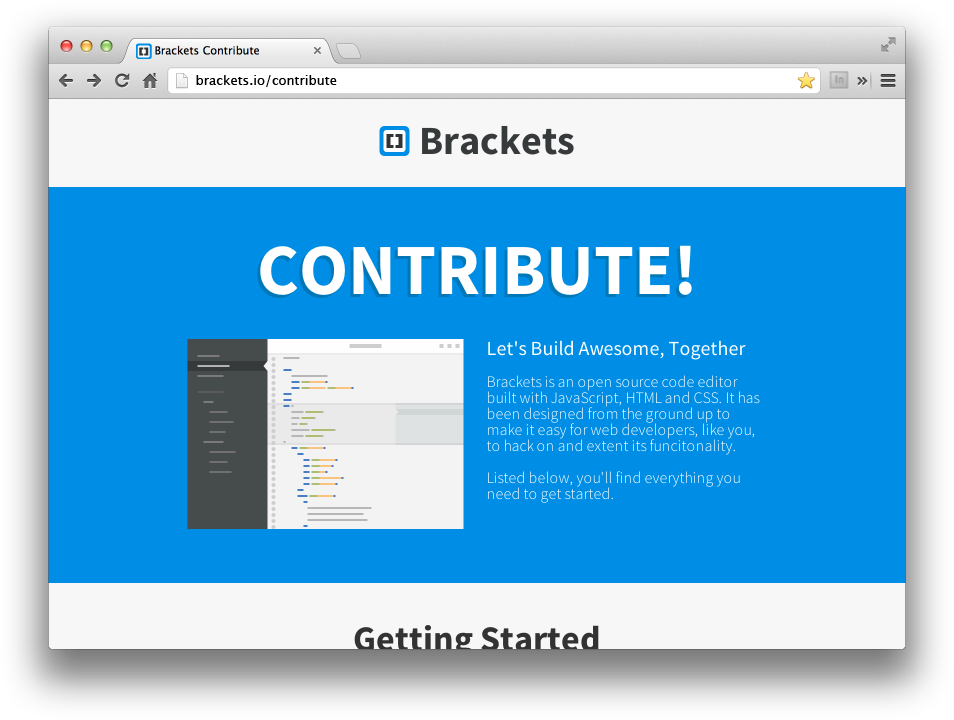 Brackets Contribute
brackets.io/contribute
Brackets
CONTRIBUTE!
Let's Build Awesome, Together
Brackets is an open source code editor
built with JavaScript, HTML and CSS. It has
been designed from the ground up to
make it easy for web developers, like you,
to hack on and extent its funcitonality.
Listed below, you'll find everything you
need to get started.
Getting Started